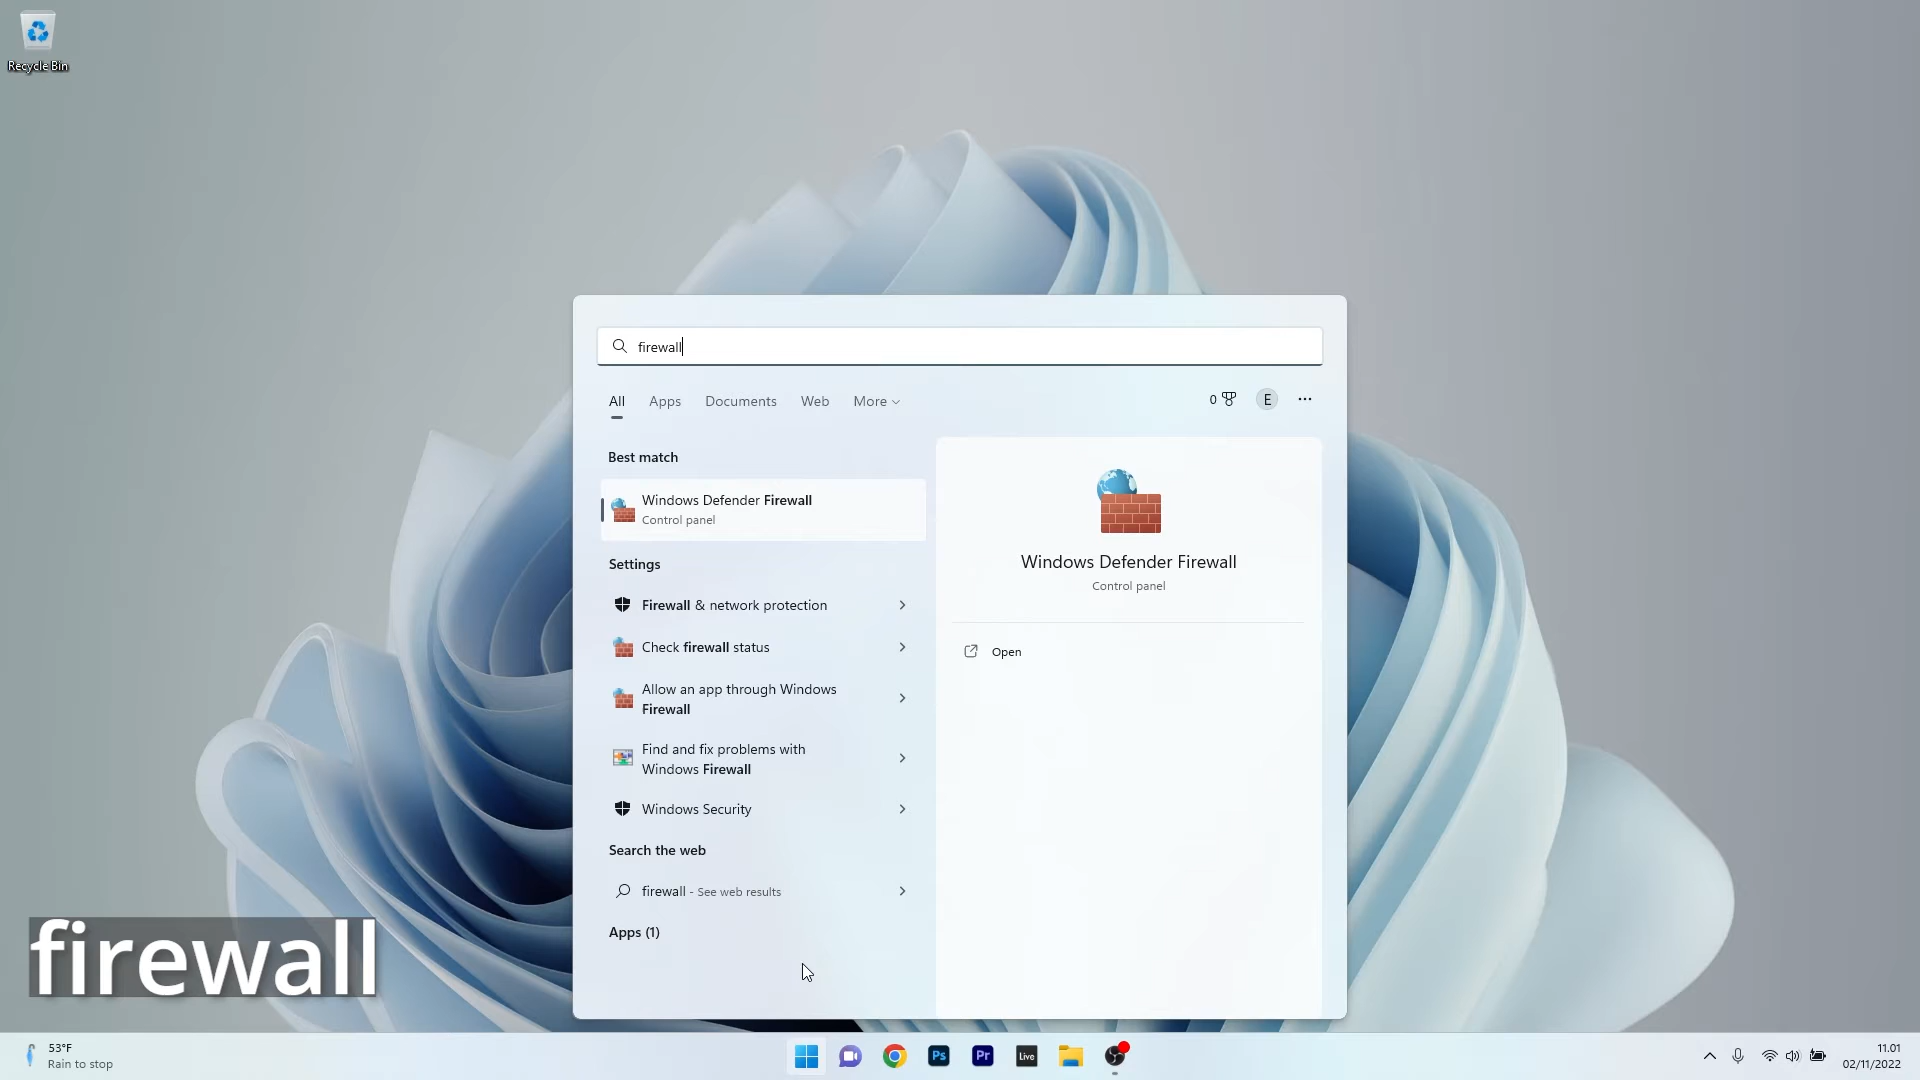 Recycle Bin
firewall
All
Apps
Documents
Web
More
0
E
Best match
Windows Defender Firewall
Control panel
Settings
Firewall & network protection
Check firewall status
Allow an app through Windows
Firewall
Find and fix problems with
Windows Firewall
Windows Security
Search the web
firewall - See web results
Apps (1)
Windows Defender Firewall
Control panel
Open
firewall
53°F
Rain to stop
Ps
Pr
Live
11.01
02/11/2022